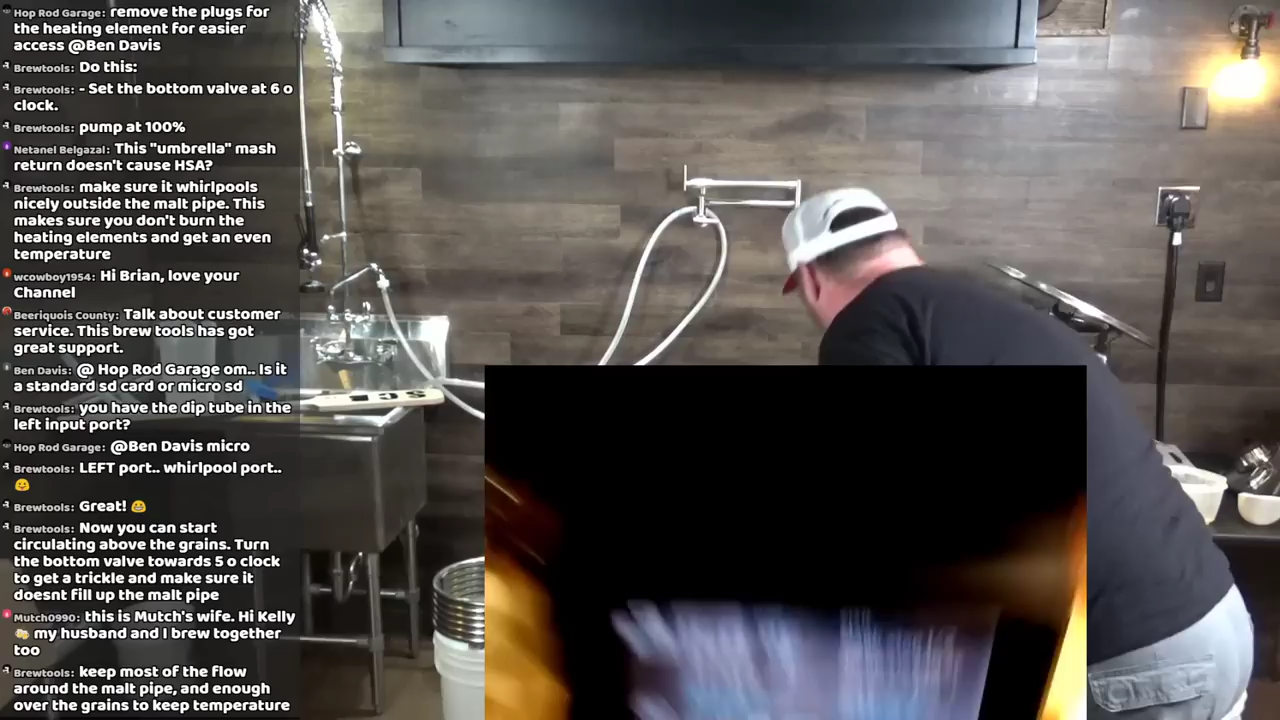 Hop Rod Garage: remove the plugs for
the heating element for easier
access @Ben Davis
Brewtools: Do this:
Brewtools: - Set the bottom valve at 6 o
clock.
Brewtools: pump at 100%
Netanel Belgazal: This "umbrella" mash
return doesn't cause HSA?
Brewtools: make sure it whirlpools
nicely outside the malt pipe. This
makes sure you don't burn the
heating elements and get an even
temperature
wcowboy1954: Hi Brian, love your
Channel
Beeriquois County: Talk about customer
service. This brew tools has got
great support.
Ben Davis: @ Hop Rod Garage om.. Is it
a standard sd card or micro sd
Brewtools: you have the dip tube in the
left input port?
Hop Rod Garage: @Ben Davis micro
Brewtools: LEFT port.. whirlpool port..
🙂
Brewtools: Great! 😀
Brewtools: Now you can start
circulating above the grains. Turn
the bottom valve towards 5 o clock
to get a trickle and make sure it
doesnt fill up the malt pipe
Mutch0990: this is Mutch's wife. Hi Kelly
🍻 my husband and I brew together
too
Brewtools: keep most of the flow
around the malt pipe, and enough
over the grains to keep temperature